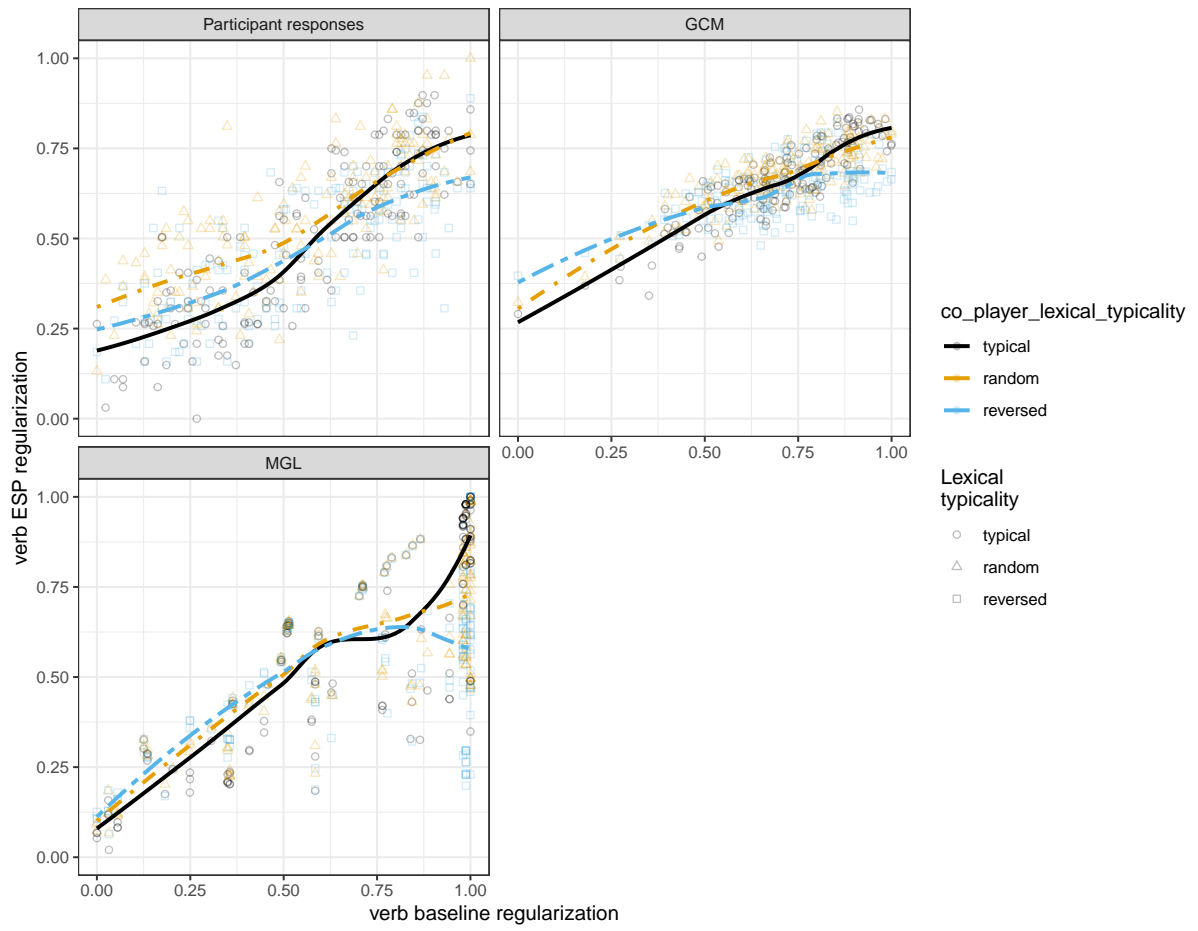 Participant responses
GCM
1.00
0.75
0.50
0.25
0.00
0.00 0.25 0.50 0.75 1.00
MGL
1.00
0.75
0.50
0.25
0.00
0.00 0.25 0.50 0.75 1.00
verb baseline regularization
verb ESP regularization
co_player_lexical_typicality
typical
random
reversed
Lexical
typicality
typical
random
reversed